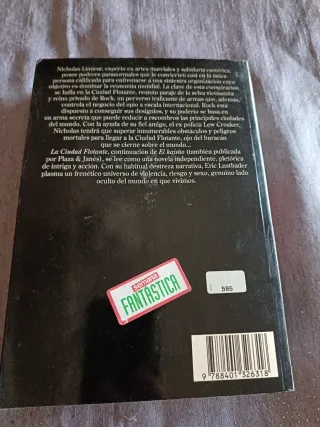 Nicholas Linnear, experto en artes marciales y sabiduría esotérica,
posee poderes paranormales que lo convierten casi en la única
persona calificada para enfrentarse a una siniestra organización cuyo
objetivo es dominar la economía mundial. La clave de esta conspiración
se halla en la Ciudad Flotante, remoto paraje de la selva vietnamita
y reino privado de Rock, un perverso traficante de armas que, además,
controla el negocio del opio a escala internacional. Rock está
dispuesto a conseguir sus designios, y su poder se ve reforzado por
un arma secreta que puede reducir a escombros las principales ciudades
del mundo. Con la ayuda de su fiel amigo, el ex policía Lew Croaker,
Nicholas tendrá que superar innumerables obstáculos y peligros
mortales para llegar a la Ciudad Flotante, ojo del huracán
que se cierne sobre el mundo...
La Ciudad Flotante, continuación de El kaisho (también publicada
por Plaza & Janés), se lee como una novela independiente, pletórica
de intriga y acción. Con su habitual destreza narrativa, Eric Lustbader
plasma un frenético universo de violencia, riesgo y sexo, genuino lado
oculto del mundo en que vivimos.
SEMANA
FANTASTICA
595
9 788401 326318